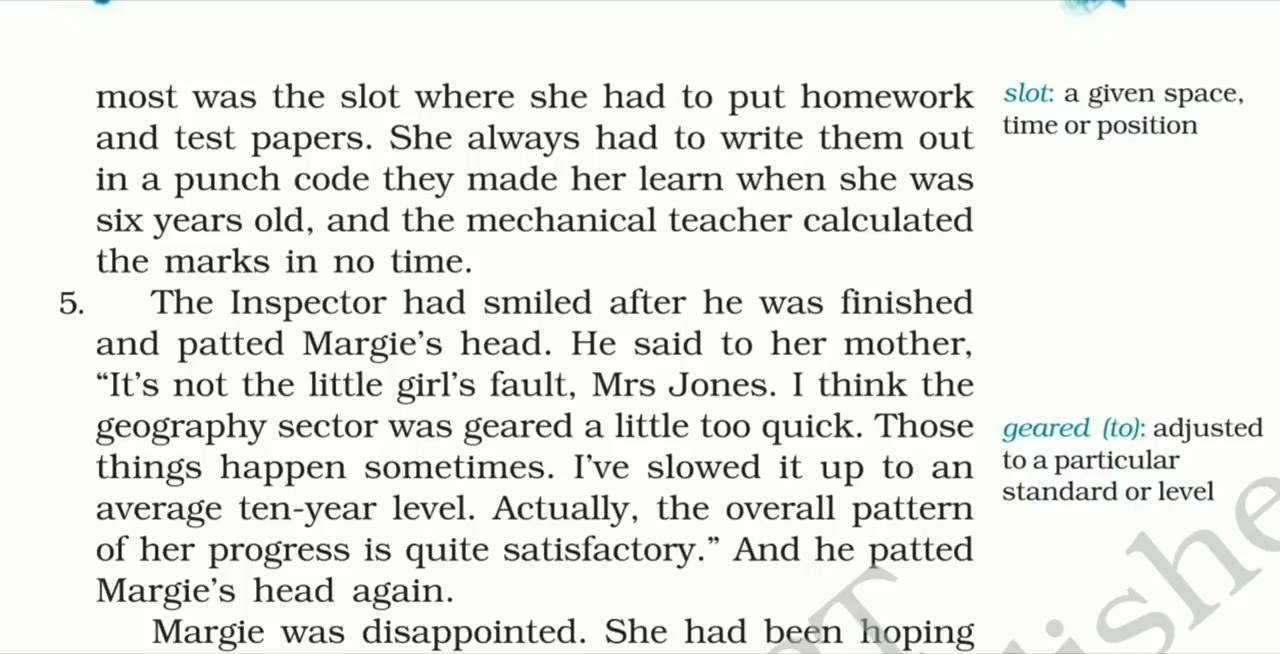 most was the slot where she had to put homework
and test papers. She always had to write them out
in a punch code they made her learn when she was
six years old, and the mechanical teacher calculated
the marks in no time.
5. The Inspector had smiled after he was finished
and patted Margie’s head. He said to her mother,
“It’s not the little girl’s fault, Mrs Jones. I think the
geography sector was geared a little too quick. Those
things happen sometimes. I’ve slowed it up to an
average ten-year level. Actually, the overall pattern
of her progress is quite satisfactory.” And he patted
Margie’s head again.
Margie was disappointed. She had been hoping
slot: a given space,
time or position
geared (to): adjusted
to a particular
standard or level